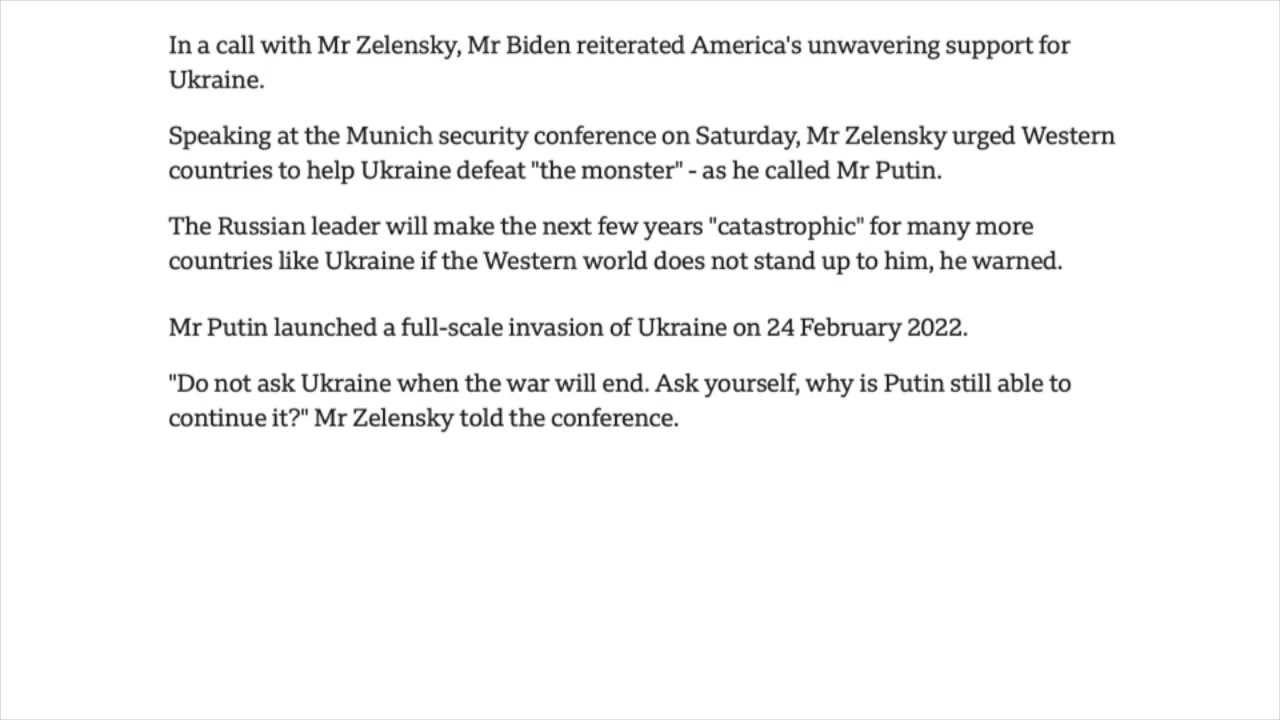 In a call with Mr Zelensky, Mr Biden reiterated America's unwavering support for
Ukraine.
Speaking at the Munich security conference on Saturday, Mr Zelensky urged Western
countries to help Ukraine defeat "the monster" - as he called Mr Putin.
The Russian leader will make the next few years "catastrophic" for many more
countries like Ukraine if the Western world does not stand up to him, he warned.
Mr Putin launched a full-scale invasion of Ukraine on 24 February 2022.
"Do not ask Ukraine when the war will end. Ask yourself, why is Putin still able to
continue it?" Mr Zelensky told the conference.